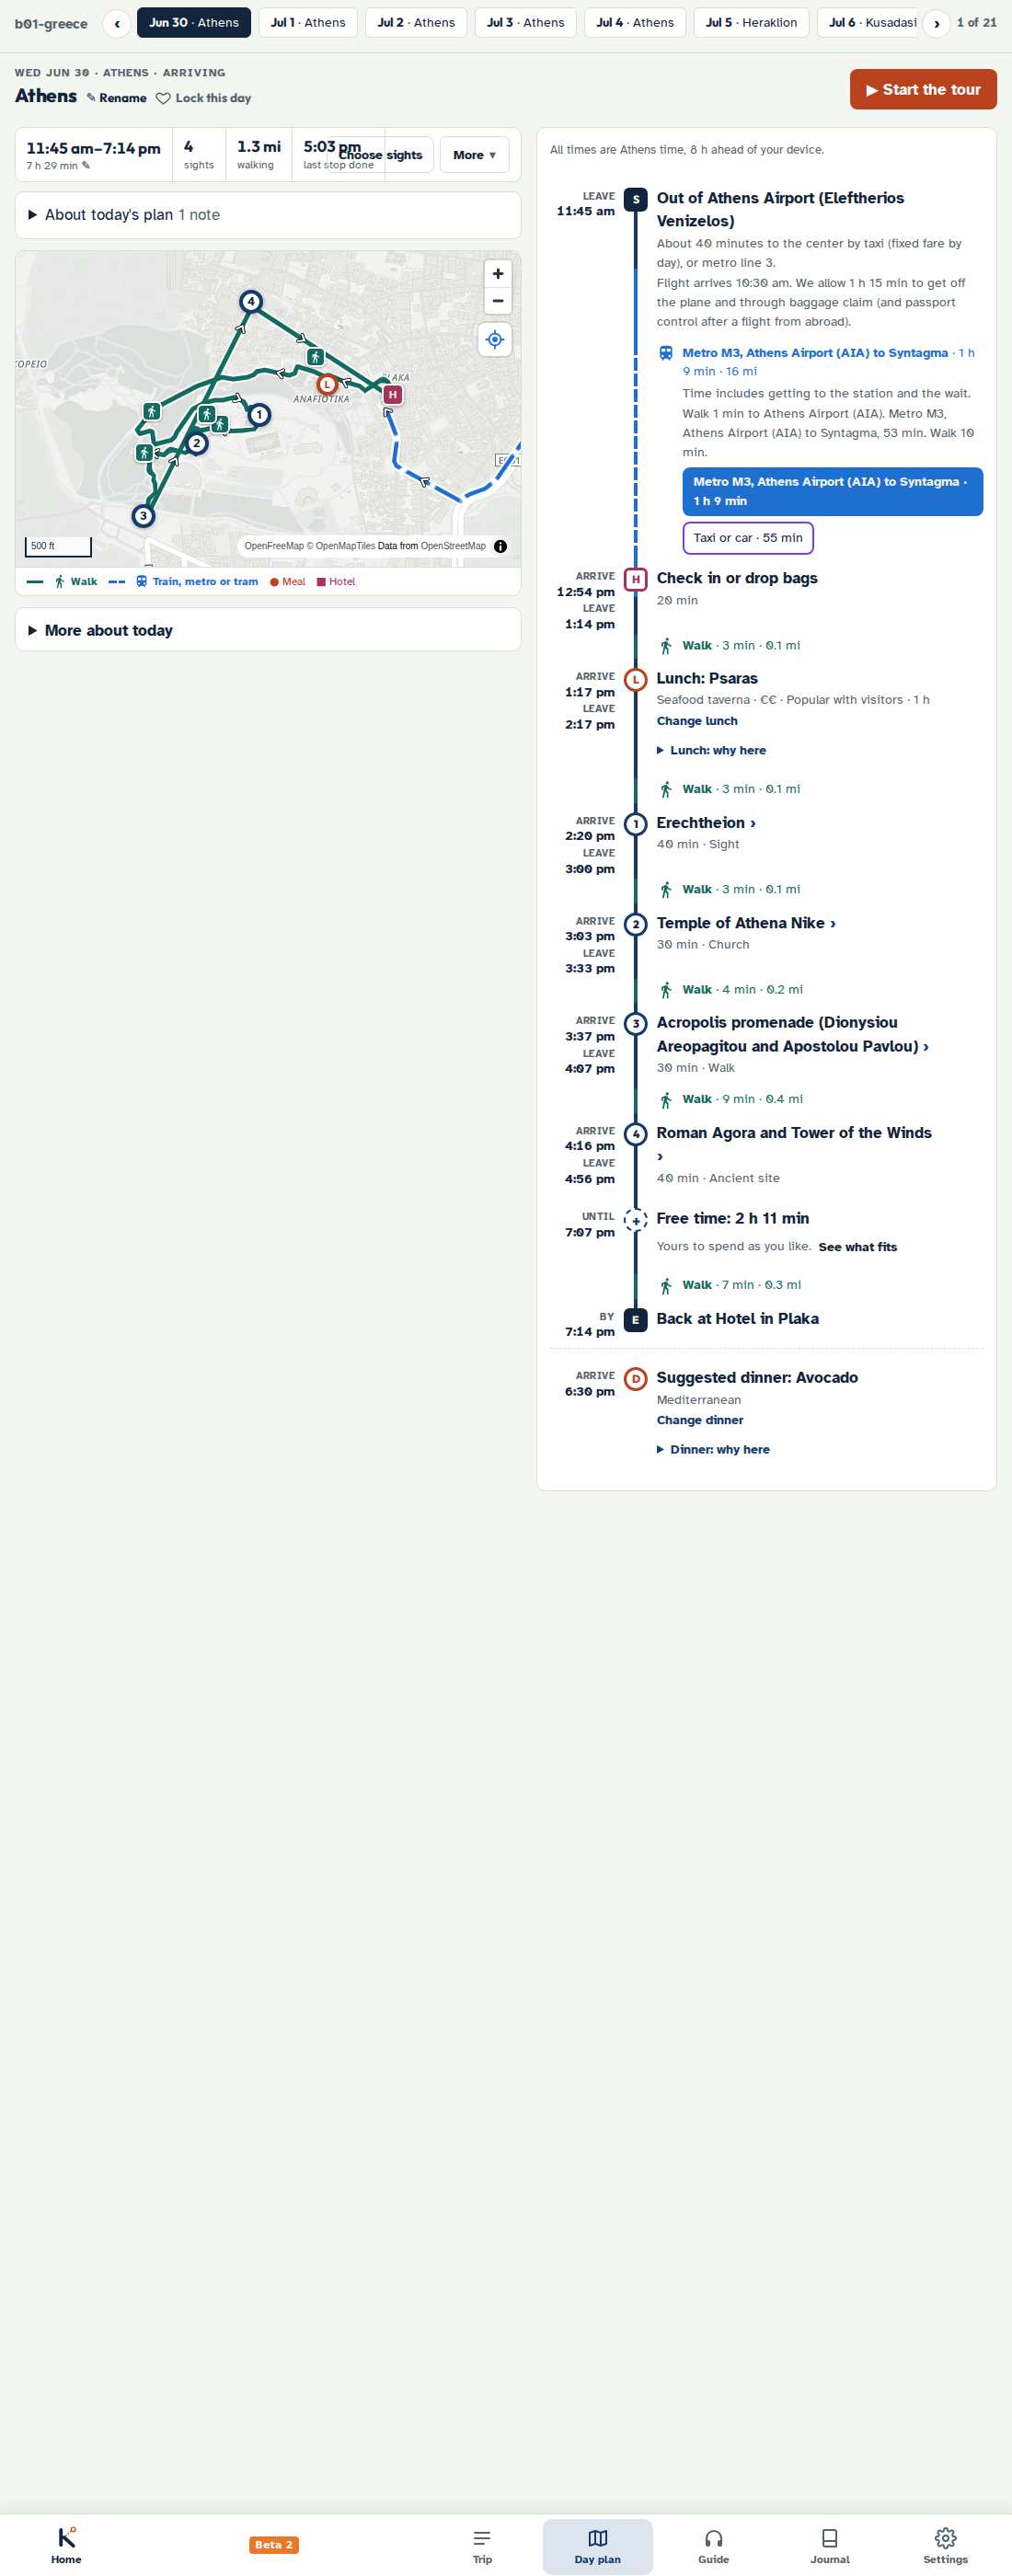 b01-greece
‹
Jun 30 · Athens
Jul 1 · Athens
Jul 2 · Athens
Jul 3 · Athens
Jul 4 · Athens
Jul 5 · Heraklion
Jul 6 · Kusadasi
›
1 of 21
WED JUN 30 · ATHENS · ARRIVING
Athens ✎ Rename Lock this day
▶ Start the tour
11:45 am–7:14 pm
7 h 29 min ✎
4
sights
1.3 mi
walking
5:03 pm
last stop done
Choose sights
More ▾
▶ About today's plan 1 note
4
L
H
1
2
3
ANAFIOTIKA
+
−
500 ft
OpenFreeMap © OpenMapTiles Data from OpenStreetMap
Walk
Train, metro or tram
Meal
Hotel
▶ More about today
All times are Athens time, 8 h ahead of your device.
LEAVE
11:45 am
S
Out of Athens Airport (Eleftherios
Venizelos)
About 40 minutes to the center by taxi (fixed fare by
day), or metro line 3.
Flight arrives 10:30 am. We allow 1 h 15 min to get off
the plane and through baggage claim (and passport
control after a flight from abroad).
Metro M3, Athens Airport (AIA) to Syntagma · 1 h
9 min · 16 mi
Time includes getting to the station and the wait.
Walk 1 min to Athens Airport (AIA). Metro M3,
Athens Airport (AIA) to Syntagma, 53 min. Walk 10
min.
Metro M3, Athens Airport (AIA) to Syntagma ·
1 h 9 min
Taxi or car · 55 min
ARRIVE
12:54 pm
LEAVE
1:14 pm
H
Check in or drop bags
20 min
Walk · 3 min · 0.1 mi
ARRIVE
1:17 pm
LEAVE
2:17 pm
L
Lunch: Psaras
Seafood taverna · €€ · Popular with visitors · 1 h
Change lunch
▶ Lunch: why here
Walk · 3 min · 0.1 mi
ARRIVE
2:20 pm
LEAVE
3:00 pm
1
Erechtheion ›
40 min · Sight
Walk · 3 min · 0.1 mi
ARRIVE
3:03 pm
LEAVE
3:33 pm
2
Temple of Athena Nike ›
30 min · Church
Walk · 4 min · 0.2 mi
ARRIVE
3:37 pm
LEAVE
4:07 pm
3
Acropolis promenade (Dionysiou
Areopagitou and Apostolou Pavlou) ›
30 min · Walk
Walk · 9 min · 0.4 mi
ARRIVE
4:16 pm
LEAVE
4:56 pm
4
Roman Agora and Tower of the Winds
›
40 min · Ancient site
UNTIL
7:07 pm
+
Free time: 2 h 11 min
Yours to spend as you like. See what fits
Walk · 7 min · 0.3 mi
BY
7:14 pm
E
Back at Hotel in Plaka
ARRIVE
6:30 pm
D
Suggested dinner: Avocado
Mediterranean
Change dinner
▶ Dinner: why here
Home
Beta 2
Trip
Day plan
Guide
Journal
Settings